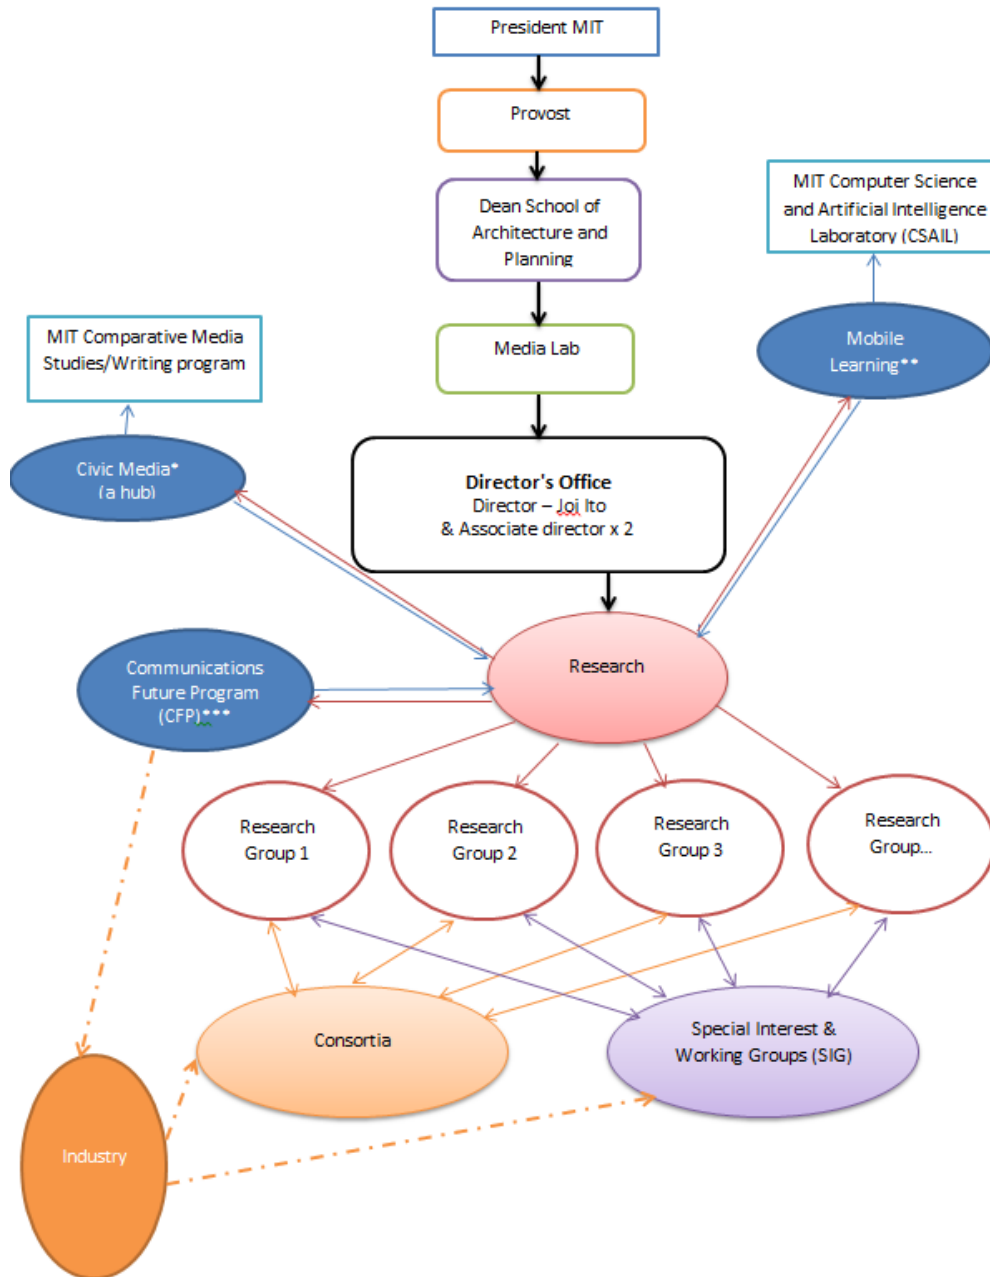 President MIT
Provost
Dean School of
Architecture and
Planning
MIT Computer Science
and Artificial Intelligence
Laboratory (CSAIL)
MIT Comparative Media
Studies/Writing program
Media Lab
Mobile
Learning**
Civic Media*
(a hub)
Director's Office
Director – Joi Ito
& Associate director x 2
Communications
Future Program
(CFP)***
Research
Research
Group 1
Research
Group 2
Research
Group 3
Research
Group...
Consortia
Special Interest &
Working Groups (SIG)
Industry